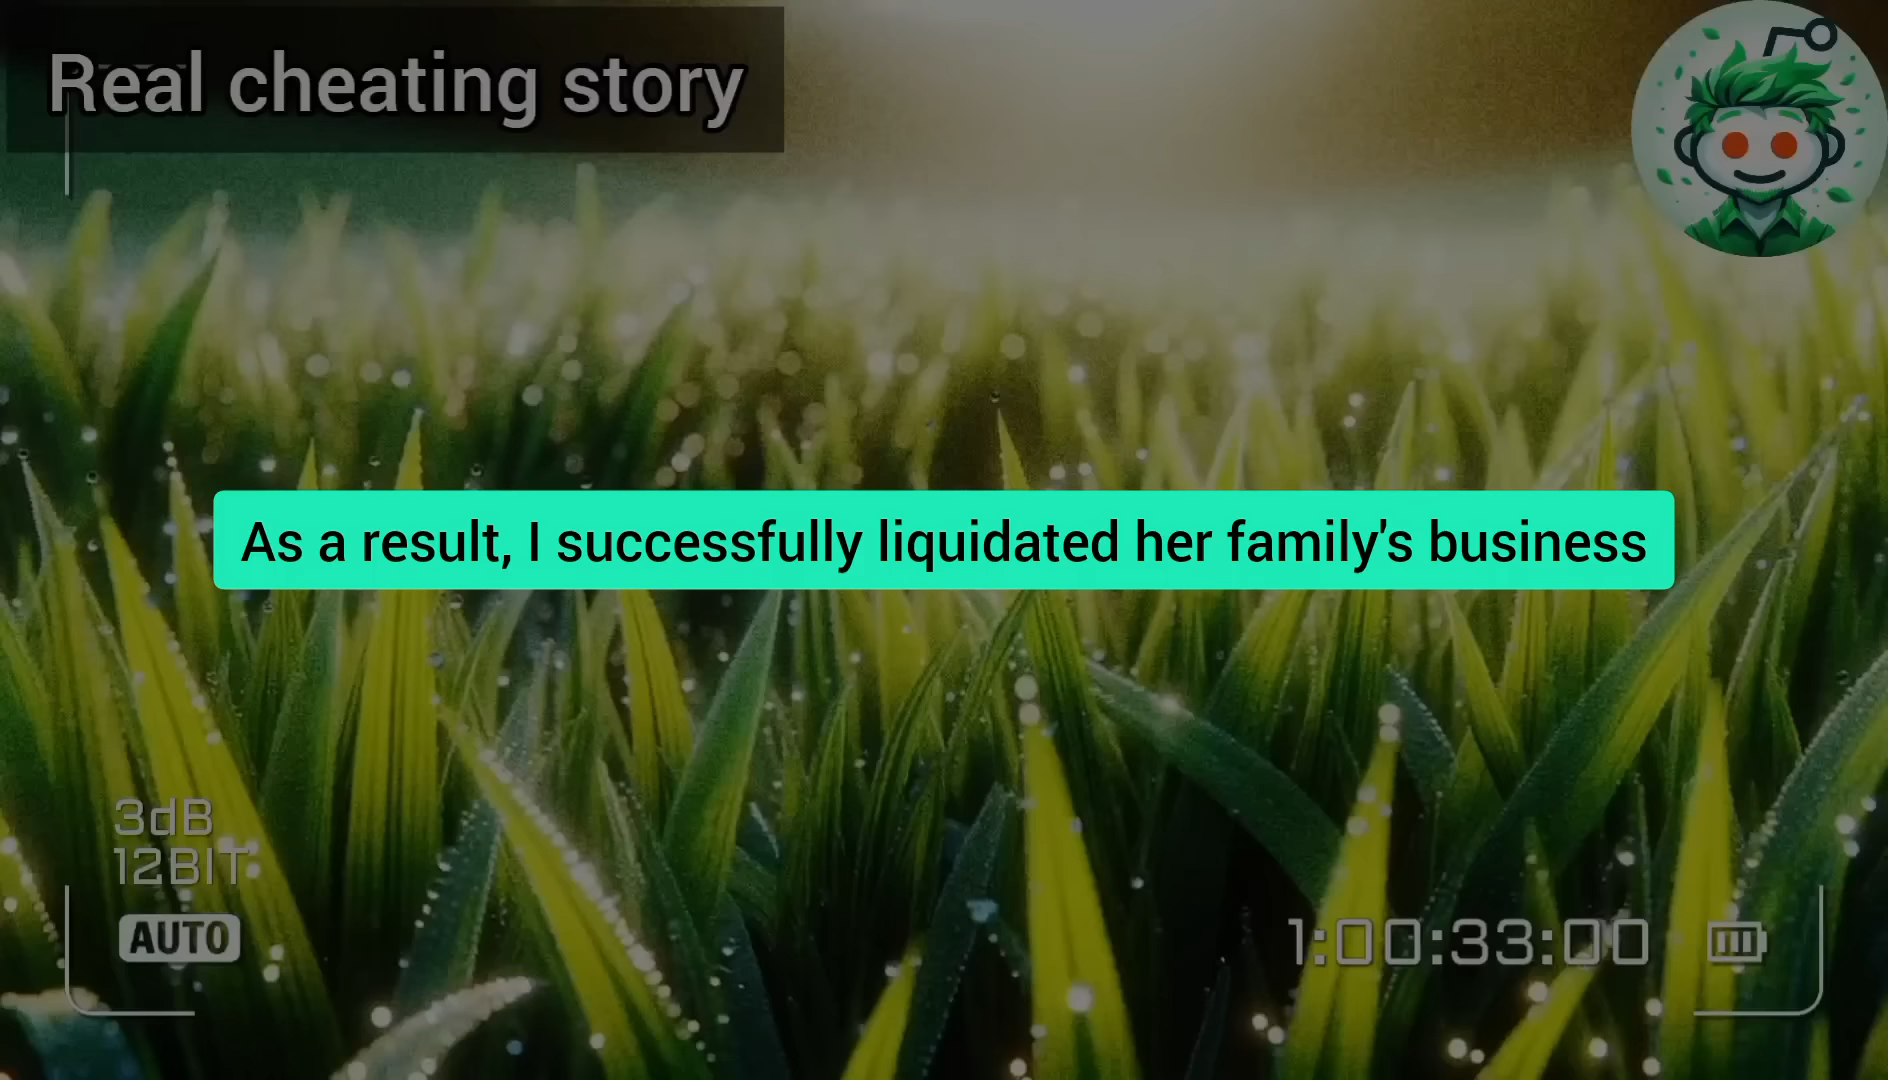 Real cheating story
As a result, I successfully liquidated her family's business
3dB
12BIT
AUTO
1:00:33:00